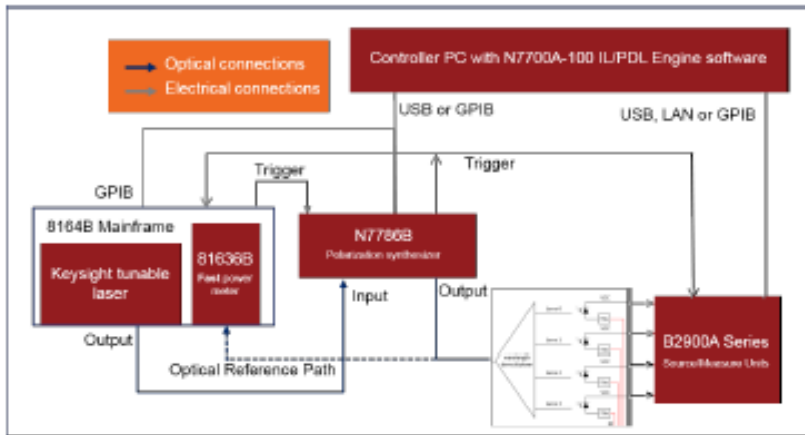 Optical connections
Electrical connections
Controller PC with N7700A-100 IL/PDL Engine software
USB or GPIB
USB, LAN or GPIB
Trigger
Trigger
GPIB
8164B Mainframe
Keysight tunable
laser
81636B
Fast power
meter
N7786B
Polarization synthesizer
Input
Output
Output
Optical Reference Path
B2900A Series
Source/Measure Units